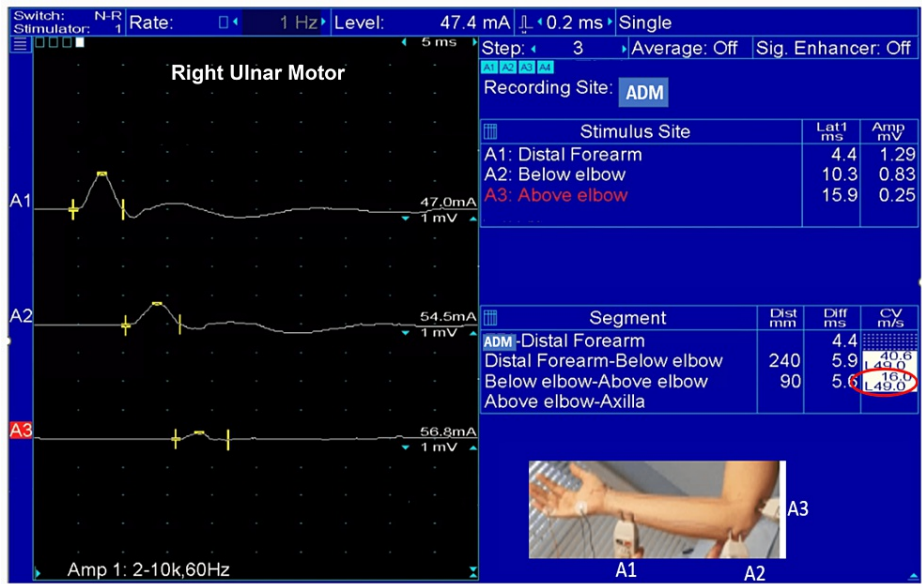 Switch: N-R
Stimulator: 1
Rate: 1 Hz
Level: 47.4 mA
0.2 ms
Single
5 ms
Step: 3
Average: Off
Sig. Enhancer: Off
A1 A2 A3 A4
Right Ulnar Motor
Recording Site: ADM
Stimulus Site Lat1 ms Amp mV
A1: Distal Forearm 4.4 1.29
A2: Below elbow 10.3 0.83
A3: Above elbow 15.9 0.25
A1
47.0mA
1 mV
A2
54.5mA
1 mV
A3
56.8mA
1 mV
Segment Dist mm Diff ms CV m/s
ADM-Distal Forearm 4.4
Distal Forearm-Below elbow 240 5.9 40.6 L49.0
Below elbow-Above elbow 90 5.6 16.0 L49.0
Above elbow-Axilla
A3
A1
A2
Amp 1: 2-10k,60Hz